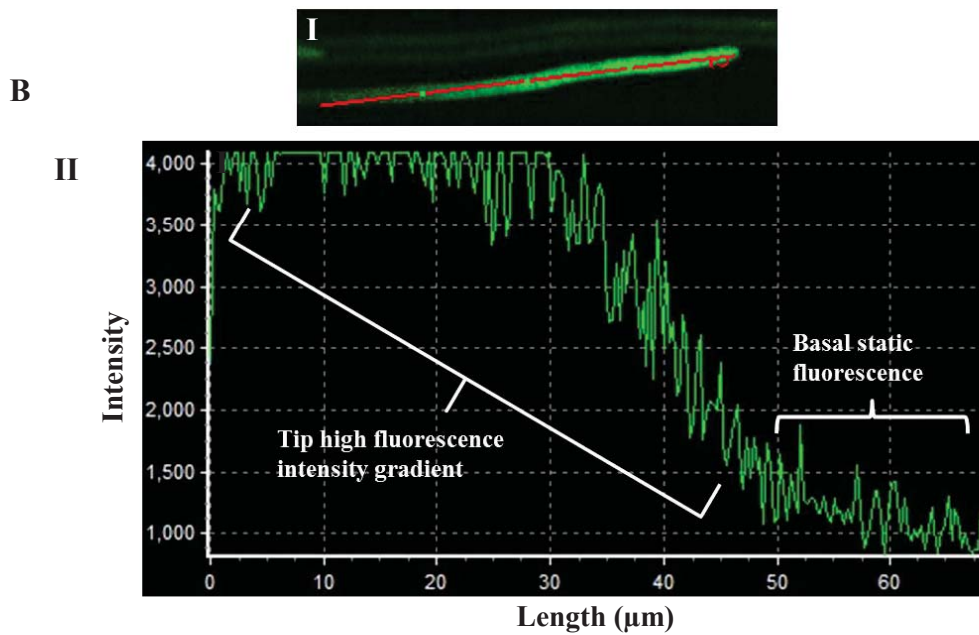 I
B
II
4,000
3,500
3,000
2,500
2,000
1,500
1,000
Intensity
Tip high fluorescence
intensity gradient
Basal static
fluorescence
0 10 20 30 40 50 60
Length (µm)